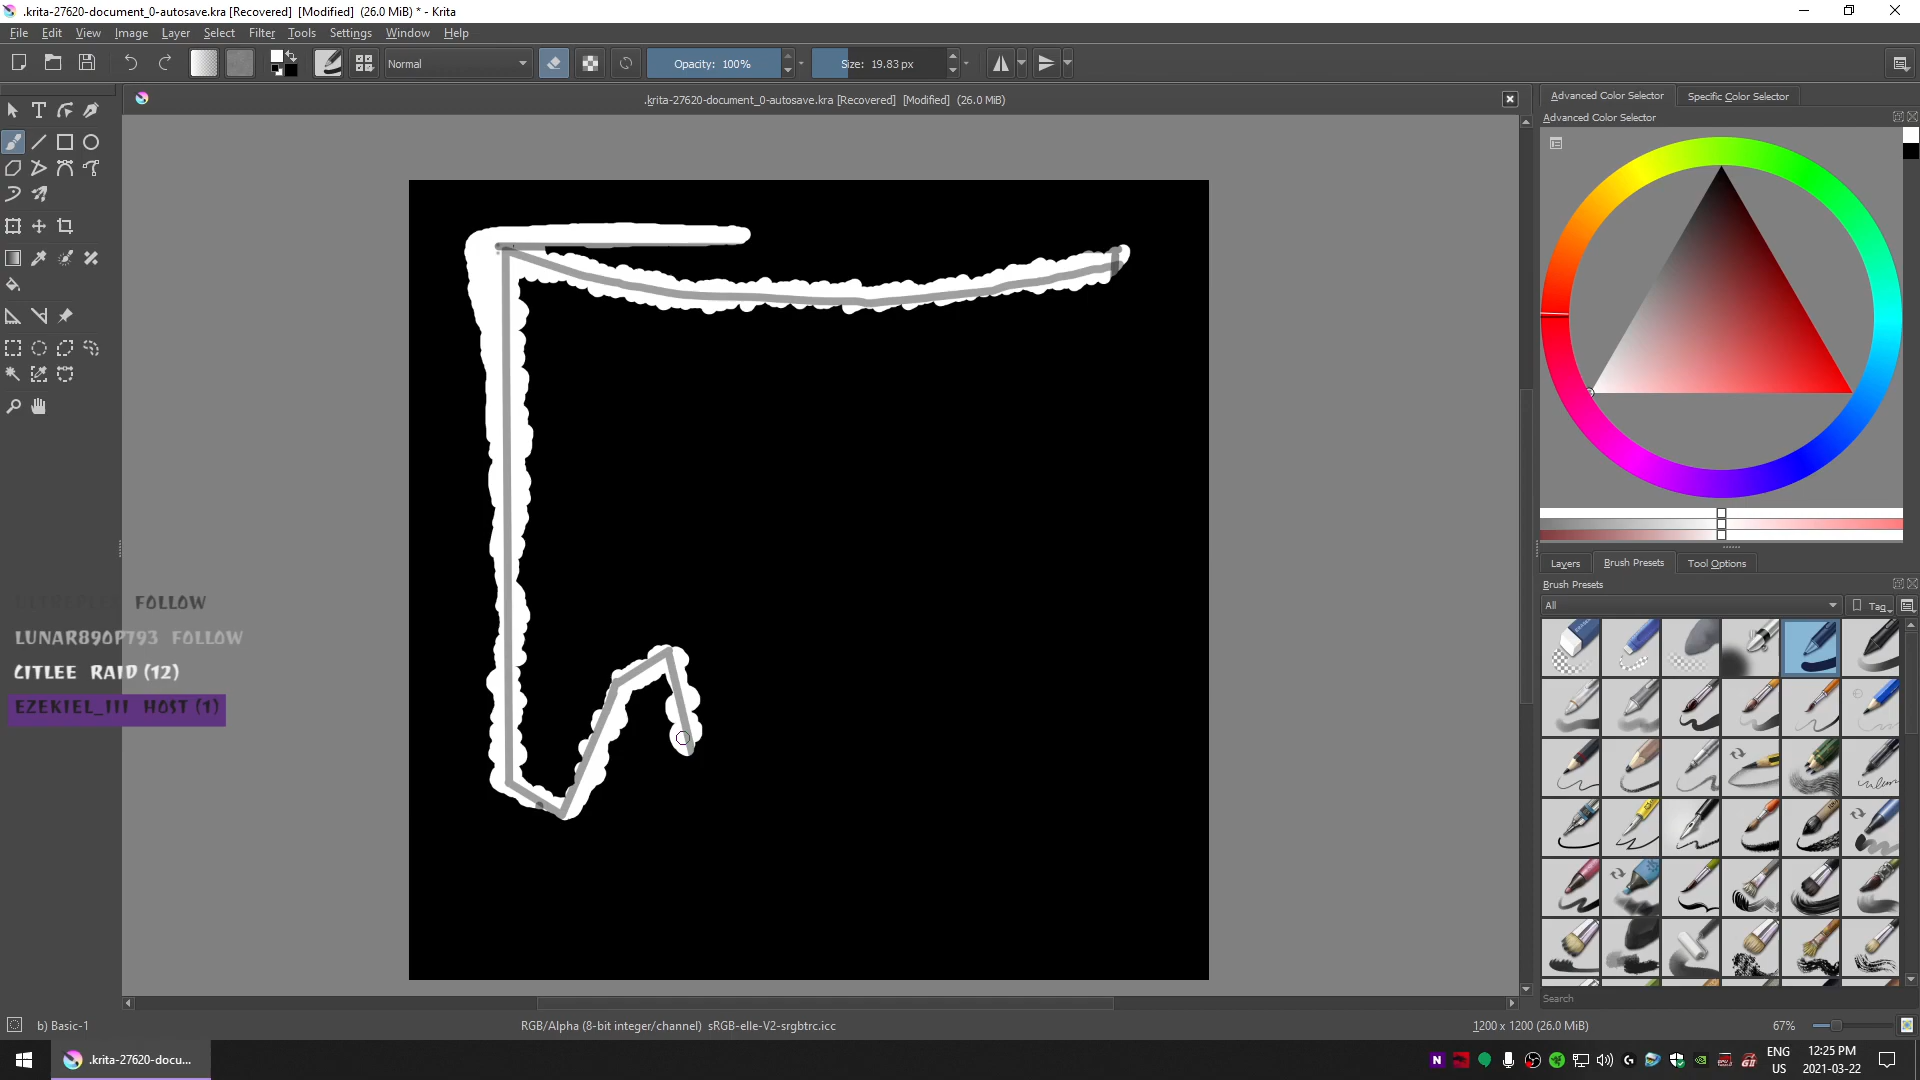 .krita-27620-document_0-autosave.kra [Recovered] [Modified] (26.0 MiB) * - Krita
File Edit View Image Layer Select Filter Tools Settings Window Help
Normal Opacity: 100% Size: 19.83 px
.krita-27620-document_0-autosave.kra [Recovered] [Modified] (26.0 MiB)
Advanced Color Selector Specific Color Selector
Advanced Color Selector
Layers Brush Presets Tool Options
Brush Presets
All Tag
FOLLOW
LUNAR890P793 FOLLOW
CITLEE RAID (12)
EZEKIEL_III HOST (1)
Search
b) Basic-1 RGB/Alpha (8-bit integer/channel) sRGB-elle-V2-srgbtrc.icc 1200 x 1200 (26.0 MiB) 67%
.krita-27620-docu...
ENG
US
12:25 PM
2021-03-22